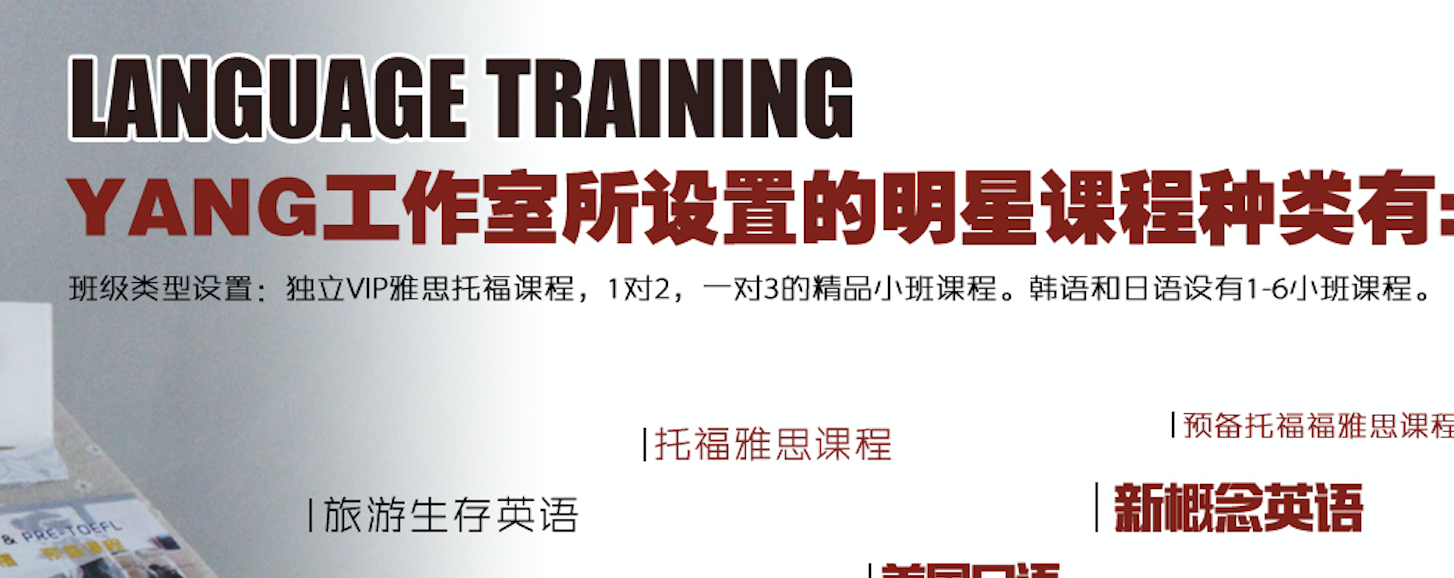 LANGUAGE TRAINING
YANG工作室所设置的明星课程种类有:
班级类型设置：独立VIP雅思托福课程，1对2，一对3的精品小班课程。韩语和日语设有1-6小班课程。
|预备托福福雅思课程
|托福雅思课程
|新概念英语
|旅游生存英语
& PRE-TOEFL